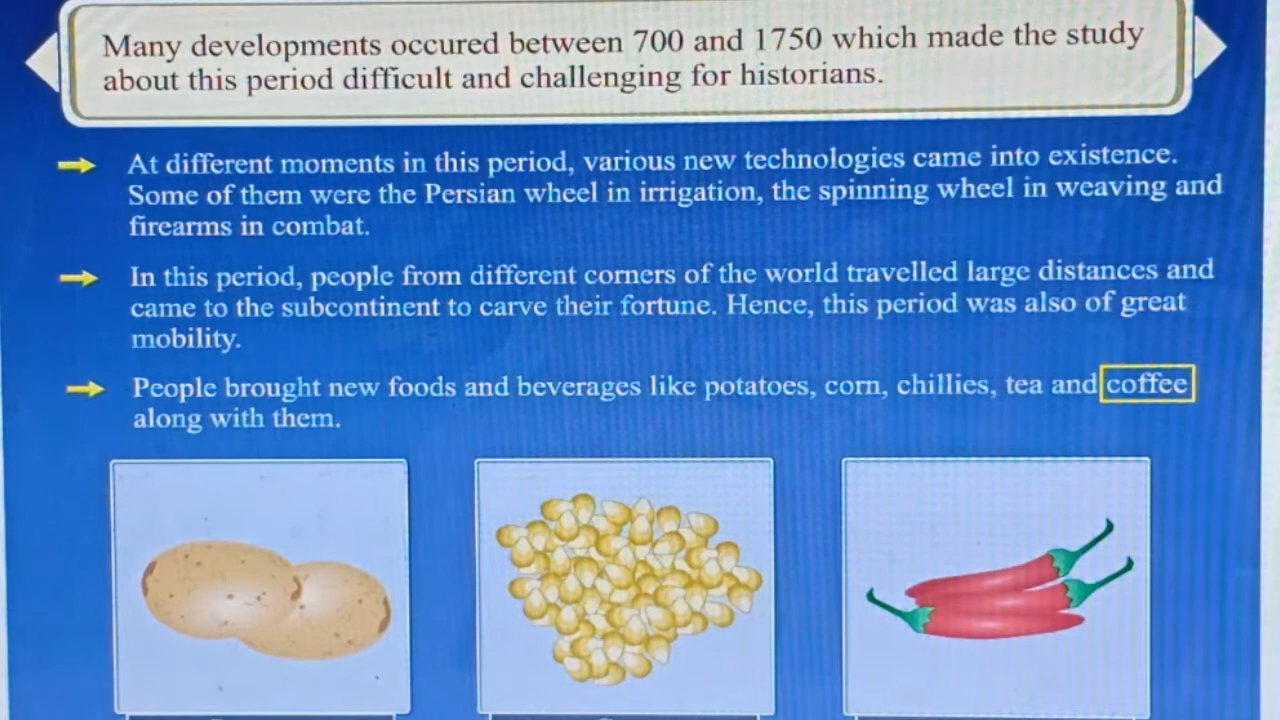 Many developments occured between 700 and 1750 which made the study
about this period difficult and challenging for historians.
At different moments in this period, various new technologies came into existence.
Some of them were the Persian wheel in irrigation, the spinning wheel in weaving and
firearms in combat.
In this period, people from different corners of the world travelled large distances and
came to the subcontinent to carve their fortune. Hence, this period was also of great
mobility.
People brought new foods and beverages like potatoes, corn, chillies, tea and coffee
along with them.